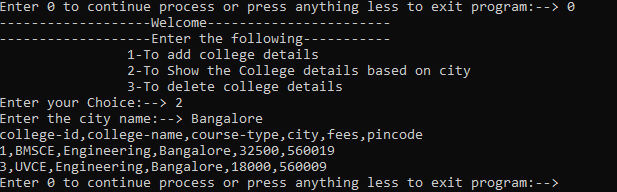 Enter 0 to continue process or press anything less to exit program:--> 0
-------------------Welcome-----------------------
-------------------Enter the following-----------
1-To add college details
2-To Show the College details based on city
3-To delete college details
Enter your Choice:--> 2
Enter the city name:--> Bangalore
college-id,college-name,course-type,city,fees,pincode
1,BMSCE,Engineering,Bangalore,32500,560019
3,UVCE,Engineering,Bangalore,18000,560009
Enter 0 to continue process or press anything less to exit program:-->